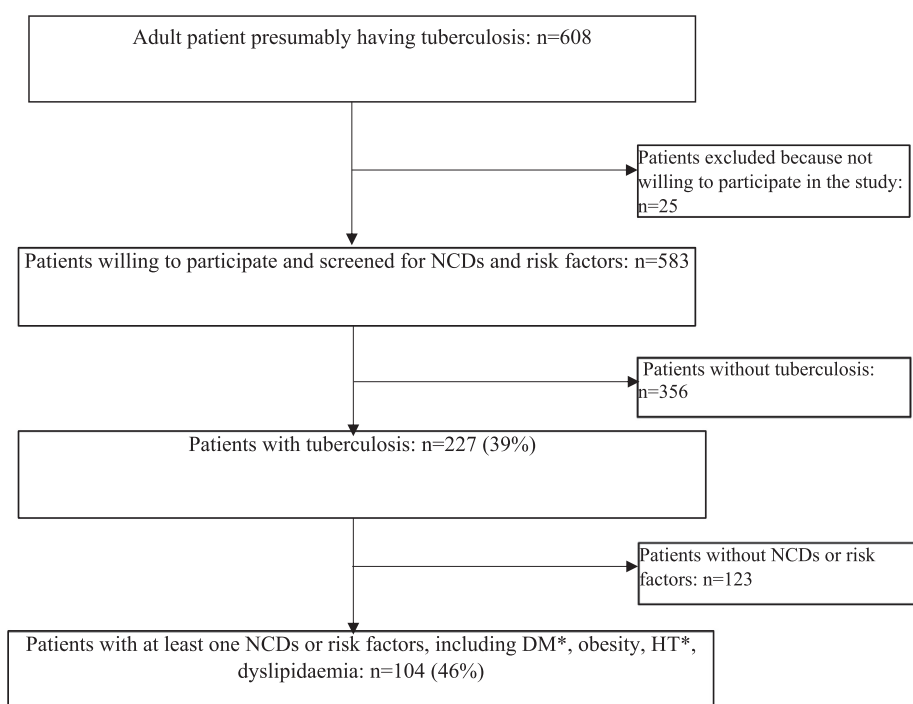 Adult patient presumably having tuberculosis: n=608
Patients excluded because not
willing to participate in the study:
n=25
Patients willing to participate and screened for NCDs and risk factors: n=583
Patients without tuberculosis:
n=356
Patients with tuberculosis: n=227 (39%)
Patients without NCDs or risk
factors: n=123
Patients with at least one NCDs or risk factors, including DM*, obesity, HT*,
dyslipidaemia: n=104 (46%)